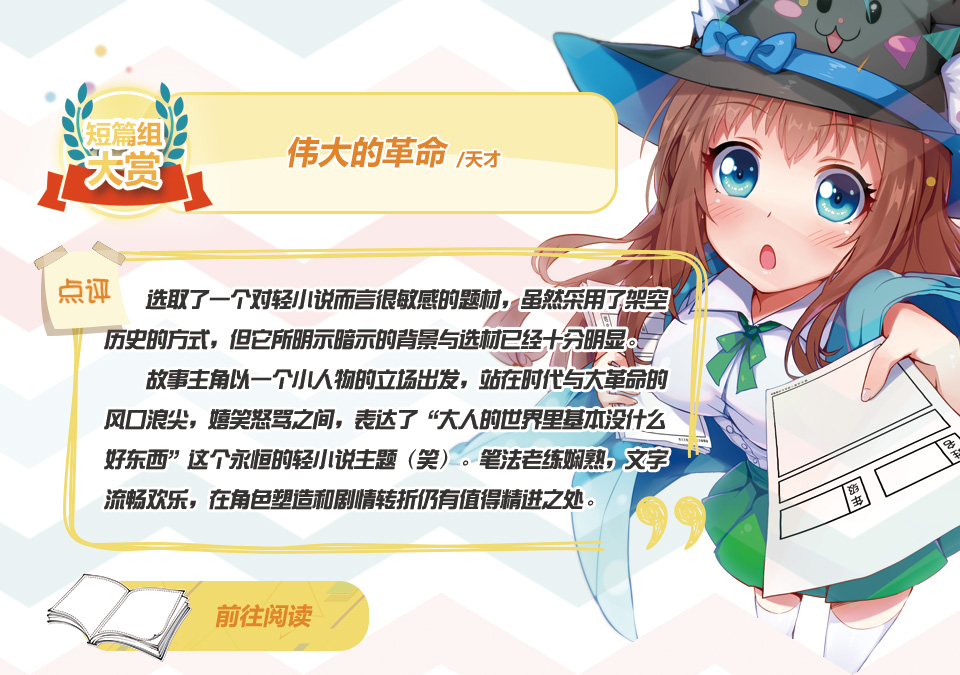 短篇组
大赏
伟大的革命 /天才
点评
选取了一个对轻小说而言很敏感的题材，虽然采用了架空
历史的方式，但它所明示暗示的背景与选材已经十分明显。
故事主角以一个小人物的立场出发，站在时代与大革命的
风口浪尖，嬉笑怒骂之间，表达了“大人的世界里基本没什么
好东西”这个永恒的轻小说主题（笑）。笔法老练娴熟，文字
流畅欢乐，在角色塑造和剧情转折仍有值得精进之处。
姓名
年级
前往阅读